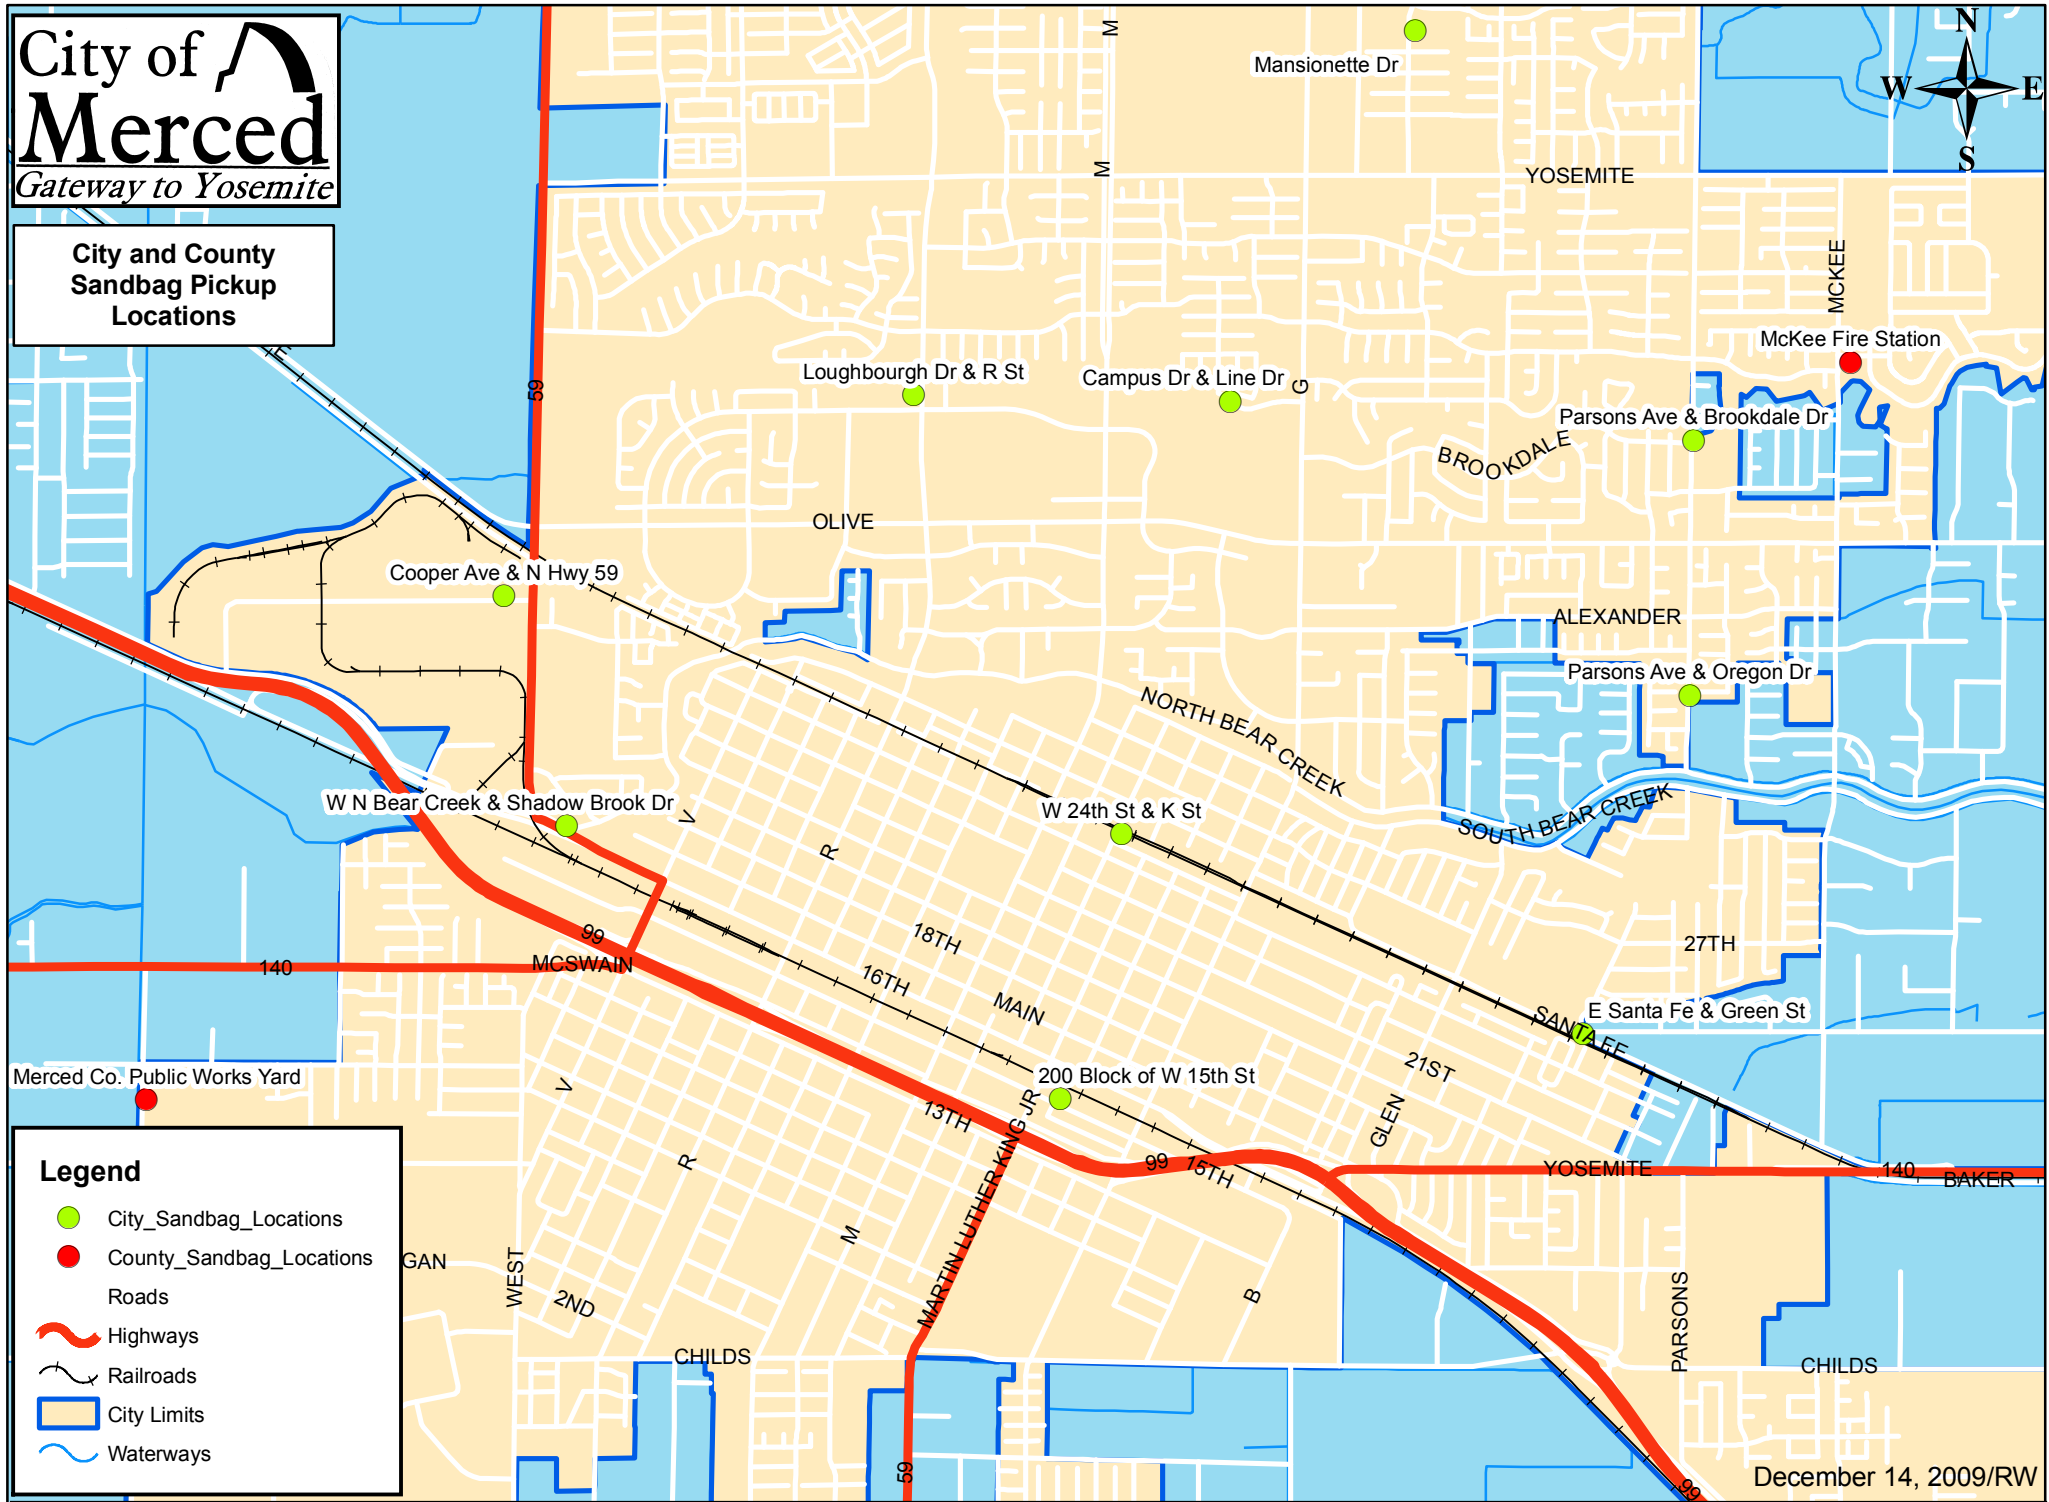 City of
Merced
Gateway to Yosemite
City and County
Sandbag Pickup
Locations
N
W E
S
M
Mansionette Dr
M
YOSEMITE
MCKEE
McKee Fire Station
59
Loughbourgh Dr & R St
Campus Dr & Line Dr
G
Parsons Ave & Brookdale Dr
BROOKDALE
OLIVE
Cooper Ave & N Hwy 59
ALEXANDER
Parsons Ave & Oregon Dr
NORTH BEAR CREEK
W N Bear Creek & Shadow Brook Dr
V
R
W 24th St & K St
SOUTH BEAR CREEK
99
18TH
27TH
140
MCSWAIN
16TH
MAIN
E Santa Fe & Green St
SANTA FE
21ST
Merced Co. Public Works Yard
V
200 Block of W 15th St
13TH
GLEN
R
99
15TH
YOSEMITE
140
BAKER
M
MARTIN LUTHER KING JR
B
GAN
WEST
2ND
PARSONS
CHILDS
CHILDS
59
99
Legend
City_Sandbag_Locations
County_Sandbag_Locations
Roads
Highways
Railroads
City Limits
Waterways
December 14, 2009/RW